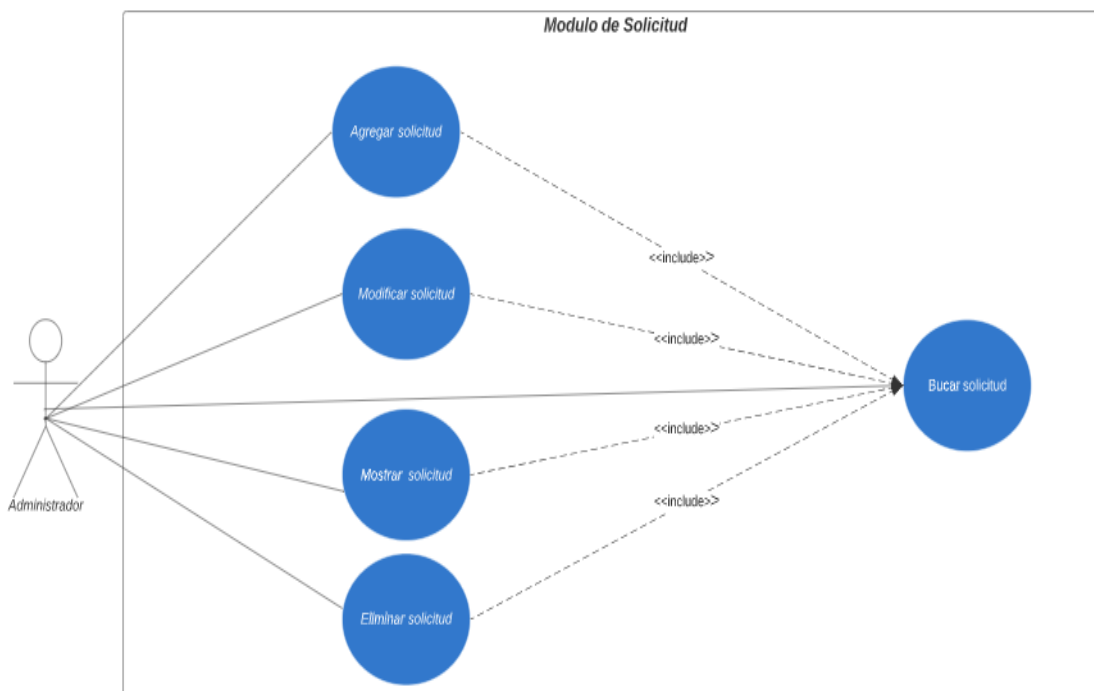 Modulo de Solicitud
Agregar solicitud
<<include>>
Modificar solicitud
<<include>>
Bucar solicitud
Mostrar solicitud
<<include>>
Administrador
<<include>>
Eliminar solicitud